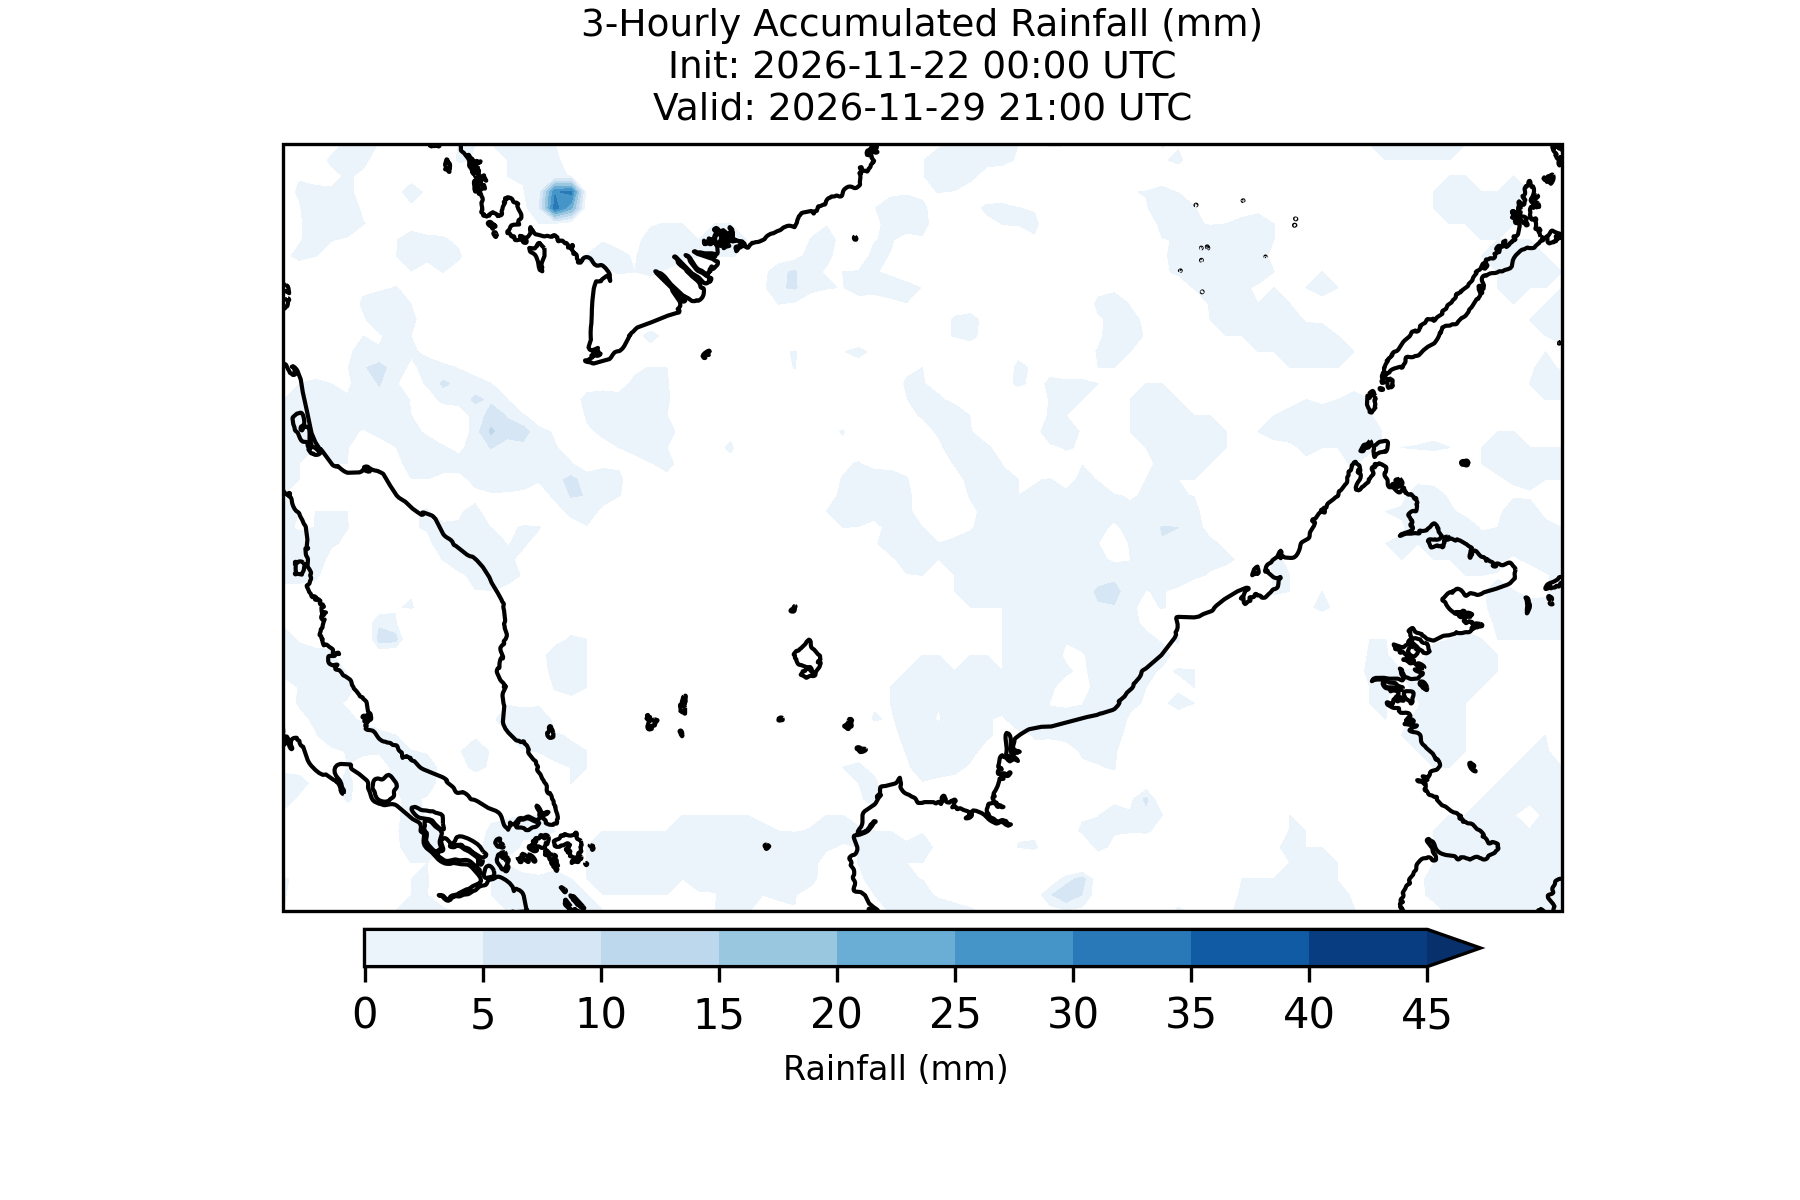 3-Hourly Accumulated Rainfall (mm)
Init: 2026-11-22 00:00 UTC
Valid: 2026-11-29 21:00 UTC
0 5 10 15 20 25 30 35 40 45
Rainfall (mm)